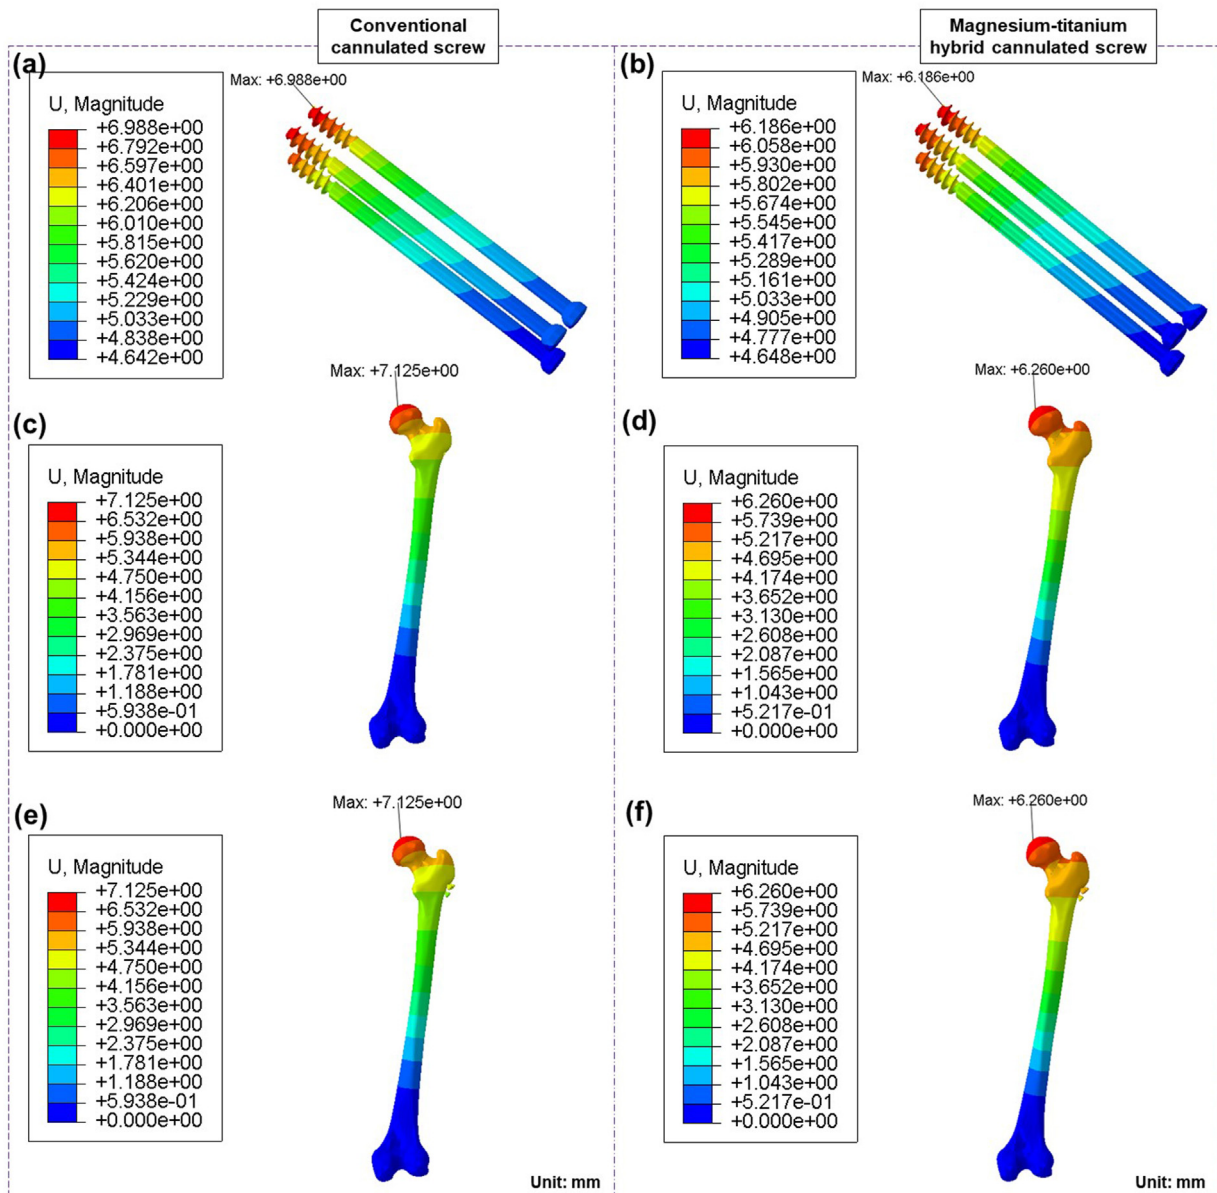 Conventional
cannulated screw
Magnesium-titanium
hybrid cannulated screw
(a)
Max: +6.988e+00
U, Magnitude
+6.988e+00
+6.792e+00
+6.597e+00
+6.401e+00
+6.206e+00
+6.010e+00
+5.815e+00
+5.620e+00
+5.424e+00
+5.229e+00
+5.033e+00
+4.838e+00
+4.642e+00
(b)
Max: +6.186e+00
U, Magnitude
+6.186e+00
+6.058e+00
+5.930e+00
+5.802e+00
+5.674e+00
+5.545e+00
+5.417e+00
+5.289e+00
+5.161e+00
+5.033e+00
+4.905e+00
+4.777e+00
+4.648e+00
(c)
Max: +7.125e+00
U, Magnitude
+7.125e+00
+6.532e+00
+5.938e+00
+5.344e+00
+4.750e+00
+4.156e+00
+3.563e+00
+2.969e+00
+2.375e+00
+1.781e+00
+1.188e+00
+5.938e-01
+0.000e+00
(d)
Max: +6.260e+00
U, Magnitude
+6.260e+00
+5.739e+00
+5.217e+00
+4.695e+00
+4.174e+00
+3.652e+00
+3.130e+00
+2.608e+00
+2.087e+00
+1.565e+00
+1.043e+00
+5.217e-01
+0.000e+00
(e)
Max: +7.125e+00
U, Magnitude
+7.125e+00
+6.532e+00
+5.938e+00
+5.344e+00
+4.750e+00
+4.156e+00
+3.563e+00
+2.969e+00
+2.375e+00
+1.781e+00
+1.188e+00
+5.938e-01
+0.000e+00
Unit: mm
(f)
Max: +6.260e+00
U, Magnitude
+6.260e+00
+5.739e+00
+5.217e+00
+4.695e+00
+4.174e+00
+3.652e+00
+3.130e+00
+2.608e+00
+2.087e+00
+1.565e+00
+1.043e+00
+5.217e-01
+0.000e+00
Unit: mm